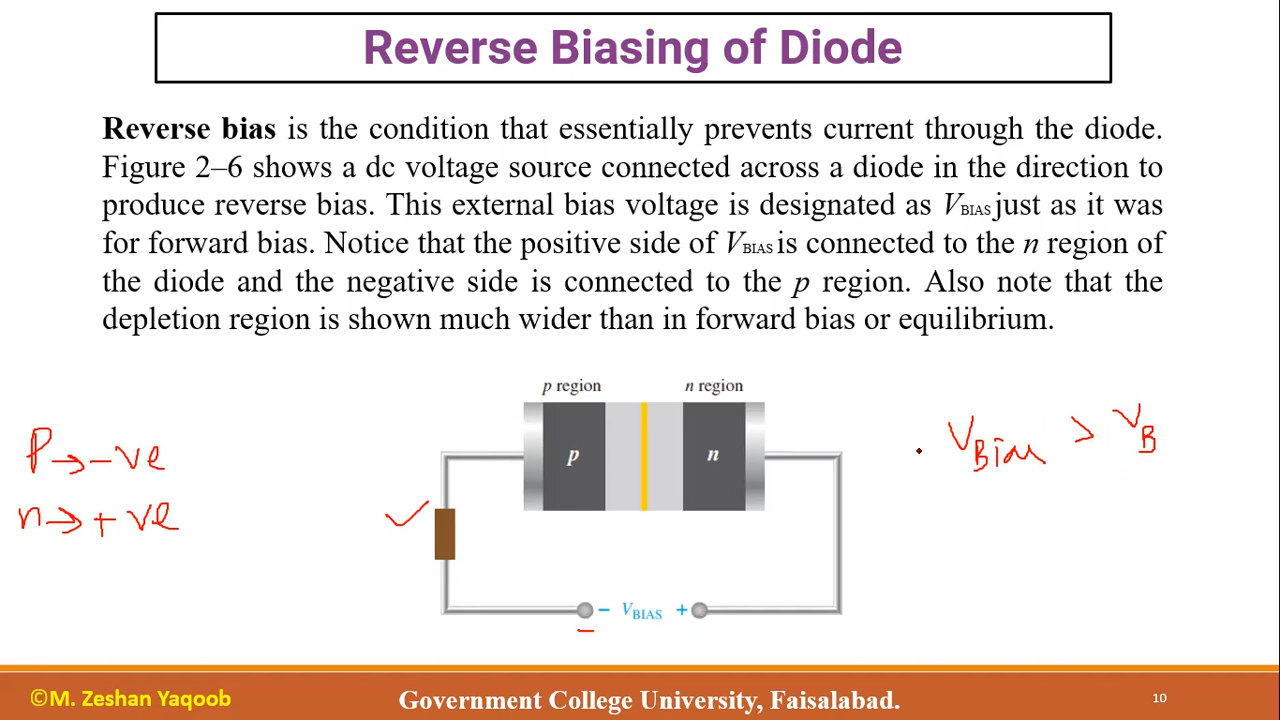 Reverse Biasing of Diode
Reverse bias is the condition that essentially prevents current through the diode.
Figure 2–6 shows a dc voltage source connected across a diode in the direction to
produce reverse bias. This external bias voltage is designated as VBIAS just as it was
for forward bias. Notice that the positive side of VBIAS is connected to the n region of
the diode and the negative side is connected to the p region. Also note that the
depletion region is shown much wider than in forward bias or equilibrium.
p region n region
p n
P → -ve
n → + ve
VBias > VB
− VBIAS +
©M. Zeshan Yaqoob
Government College University, Faisalabad.
10